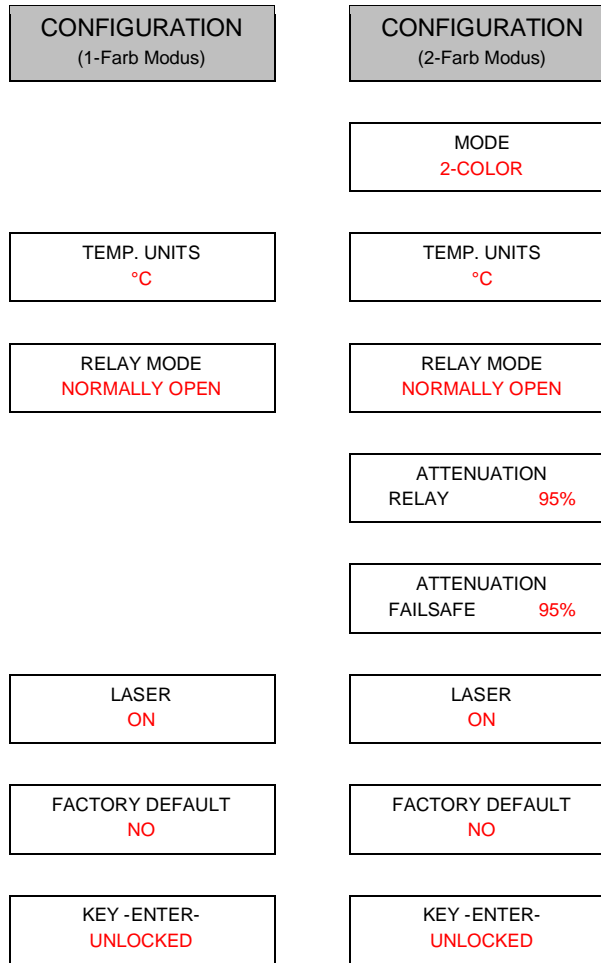 CONFIGURATION
(1-Farb Modus)
TEMP. UNITS
°C
RELAY MODE
NORMALLY OPEN
LASER
ON
FACTORY DEFAULT
NO
KEY -ENTER-
UNLOCKED
CONFIGURATION
(2-Farb Modus)
MODE
2-COLOR
TEMP. UNITS
°C
RELAY MODE
NORMALLY OPEN
ATTENUATION
RELAY 95%
ATTENUATION
FAILSAFE 95%
LASER
ON
FACTORY DEFAULT
NO
KEY -ENTER-
UNLOCKED